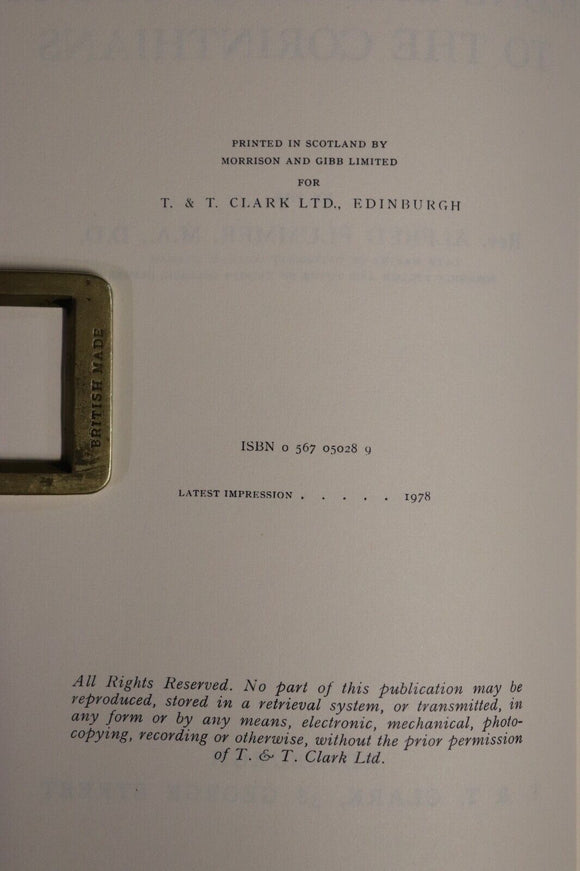 PRINTED IN SCOTLAND BY
MORRISON AND GIBB LIMITED
FOR
T. & T. CLARK LTD., EDINBURGH
BRITISH MADE
ISBN 0 567 05028 9
LATEST IMPRESSION . . . . . 1978
All Rights Reserved. No part of this publication may be
reproduced, stored in a retrieval system, or transmitted, in
any form or by any means, electronic, mechanical, photo-
copying, recording or otherwise, without the prior permission
of T. & T. Clark Ltd.